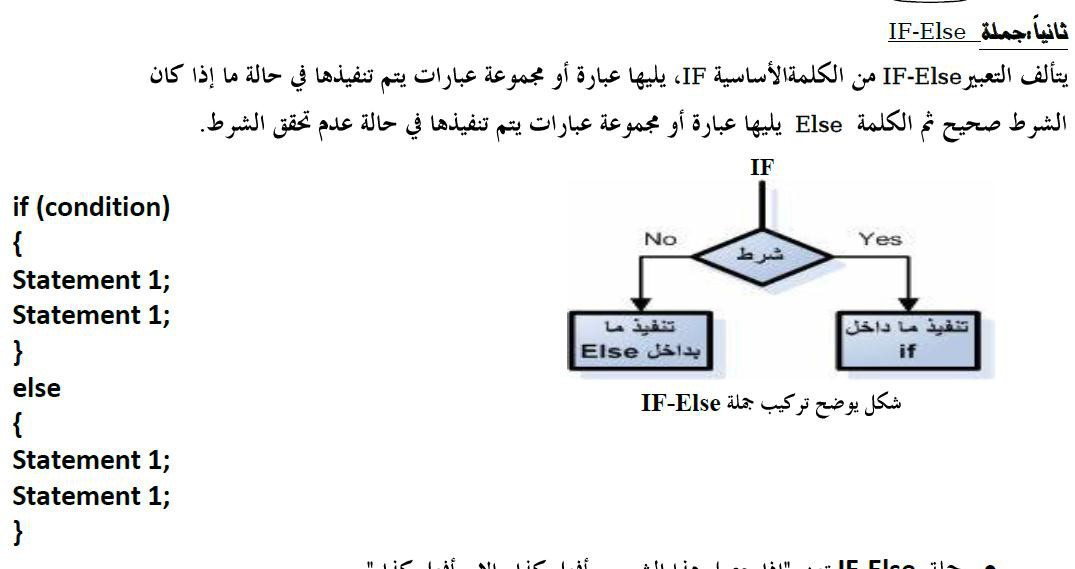 ثانياً:جملة IF-Else
يتألف التعبيرIF-Else من الكلمةالأساسية IF، يليها عبارة أو مجموعة عبارات يتم تنفيذها في حالة ما إذا كان
الشرط صحيح ثم الكلمة Else يليها عبارة أو مجموعة عبارات يتم تنفيذها في حالة عدم تحقق الشرط.
IF
No
Yes
شرط
تنفيذ ما داخل
if
تنفيذ ما
بداخل Else
شكل يوضح تركيب جملة IF-Else
if (condition)
{
Statement 1;
Statement 1;
}
else
{
Statement 1;
Statement 1;
}
جملة IF-Else